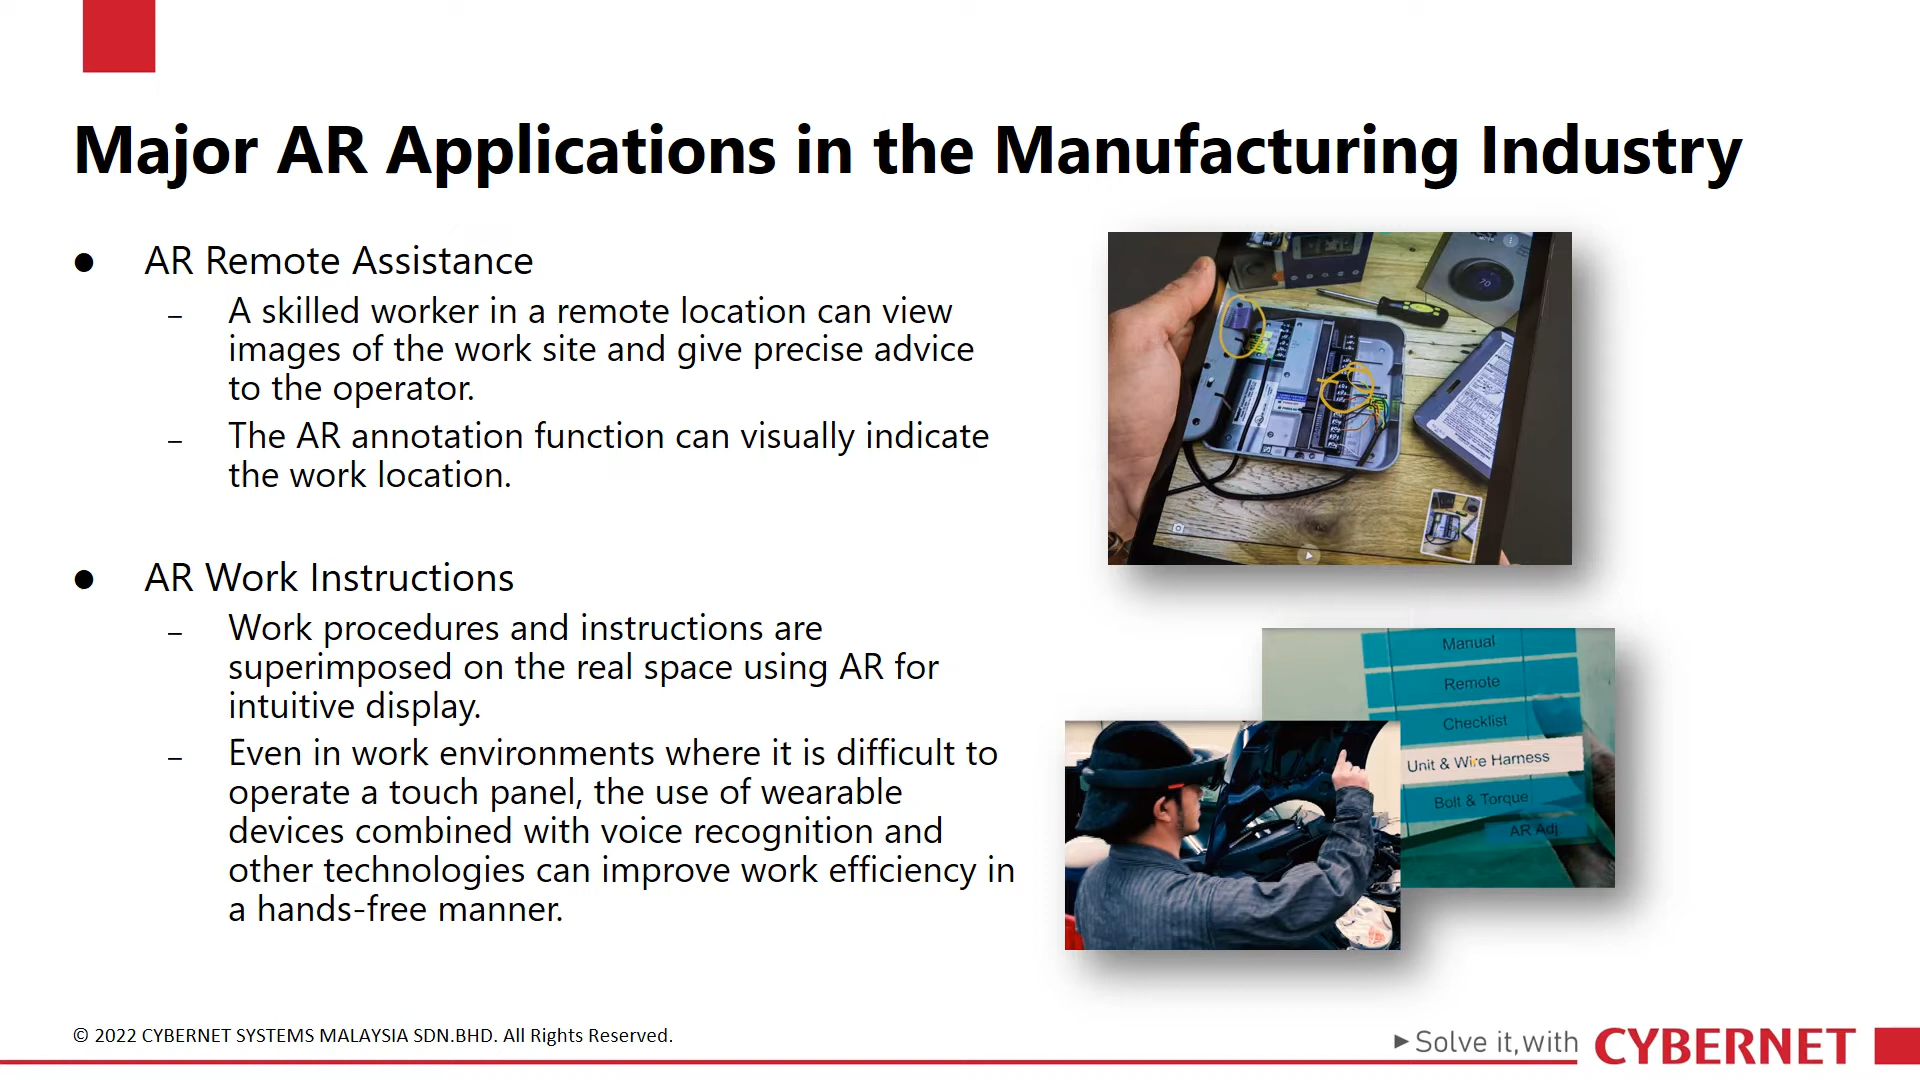 Major AR Applications in the Manufacturing Industry
● AR Remote Assistance
– A skilled worker in a remote location can view
images of the work site and give precise advice
to the operator.
– The AR annotation function can visually indicate
the work location.
● AR Work Instructions
– Work procedures and instructions are
superimposed on the real space using AR for
intuitive display.
– Even in work environments where it is difficult to
operate a touch panel, the use of wearable
devices combined with voice recognition and
other technologies can improve work efficiency in
a hands-free manner.
70
Manual
Remote
Checklist
Unit & Wire Harness
Bolt & Torque
AR Adj.
© 2022 CYBERNET SYSTEMS MALAYSIA SDN.BHD. All Rights Reserved.
Solve it,with CYBERNET